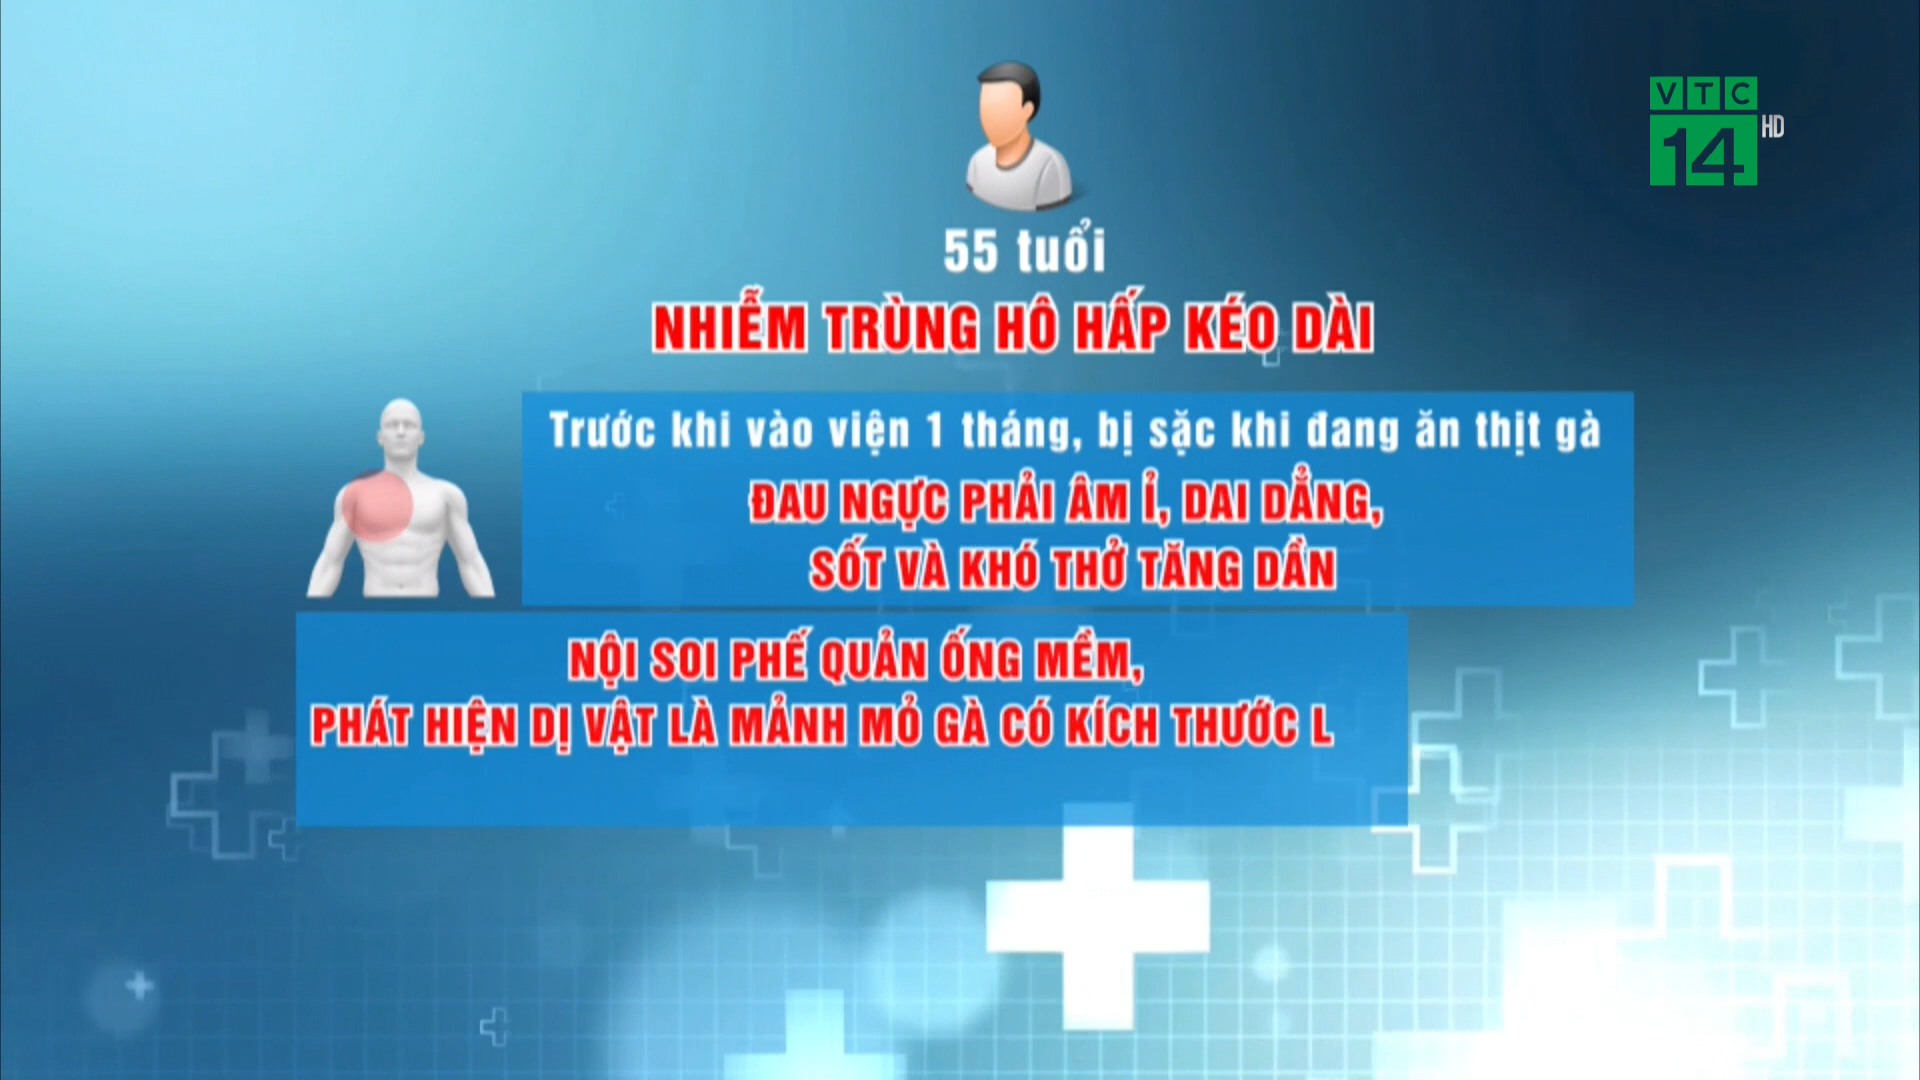 VTC
14 HD
55 tuổi
NHIỄM TRÙNG HÔ HẤP KÉO DÀI
Trước khi vào viện 1 tháng, bị sặc khi đang ăn thịt gà
ĐAU NGỰC PHẢI ÂM Ỉ, DAI DẲNG,
SỐT VÀ KHÓ THỞ TĂNG DẦN
NỘI SOI PHẾ QUẢN ỐNG MỀM,
PHÁT HIỆN DỊ VẬT LÀ MẢNH MỎ GÀ CÓ KÍCH THƯỚC L